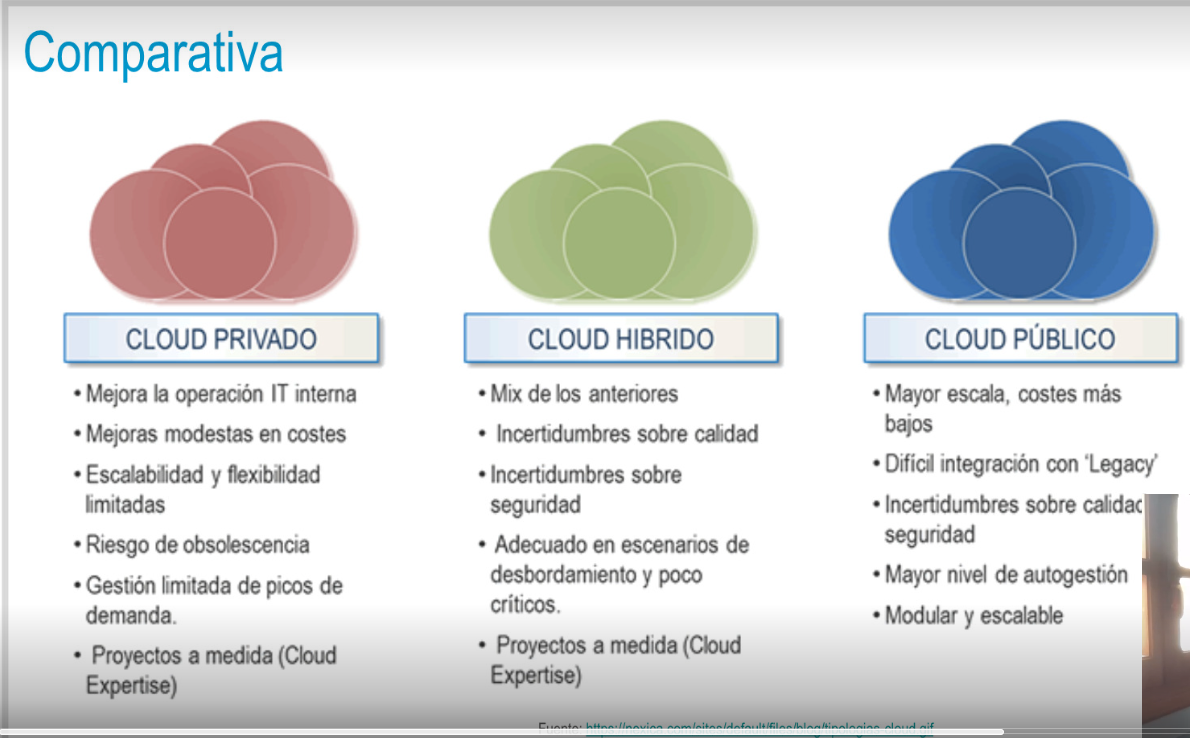 Comparativa
CLOUD PRIVADO
• Mejora la operación IT interna
• Mejoras modestas en costes
• Escalabilidad y flexibilidad
limitadas
• Riesgo de obsolescencia
• Gestión limitada de picos de
demanda.
• Proyectos a medida (Cloud
Expertise)
CLOUD HIBRIDO
• Mix de los anteriores
• Incertidumbres sobre calidad
• Incertidumbres sobre
seguridad
• Adecuado en escenarios de
desbordamiento y poco
críticos.
• Proyectos a medida (Cloud
Expertise)
CLOUD PÚBLICO
• Mayor escala, costes más
bajos
• Difícil integración con ‘Legacy’
• Incertidumbres sobre
seguridad
• Mayor nivel de autogestión
• Modular y escalable
Fuente: https://nexica.com/sites/default/files/blog/tipologias-cloud.gif